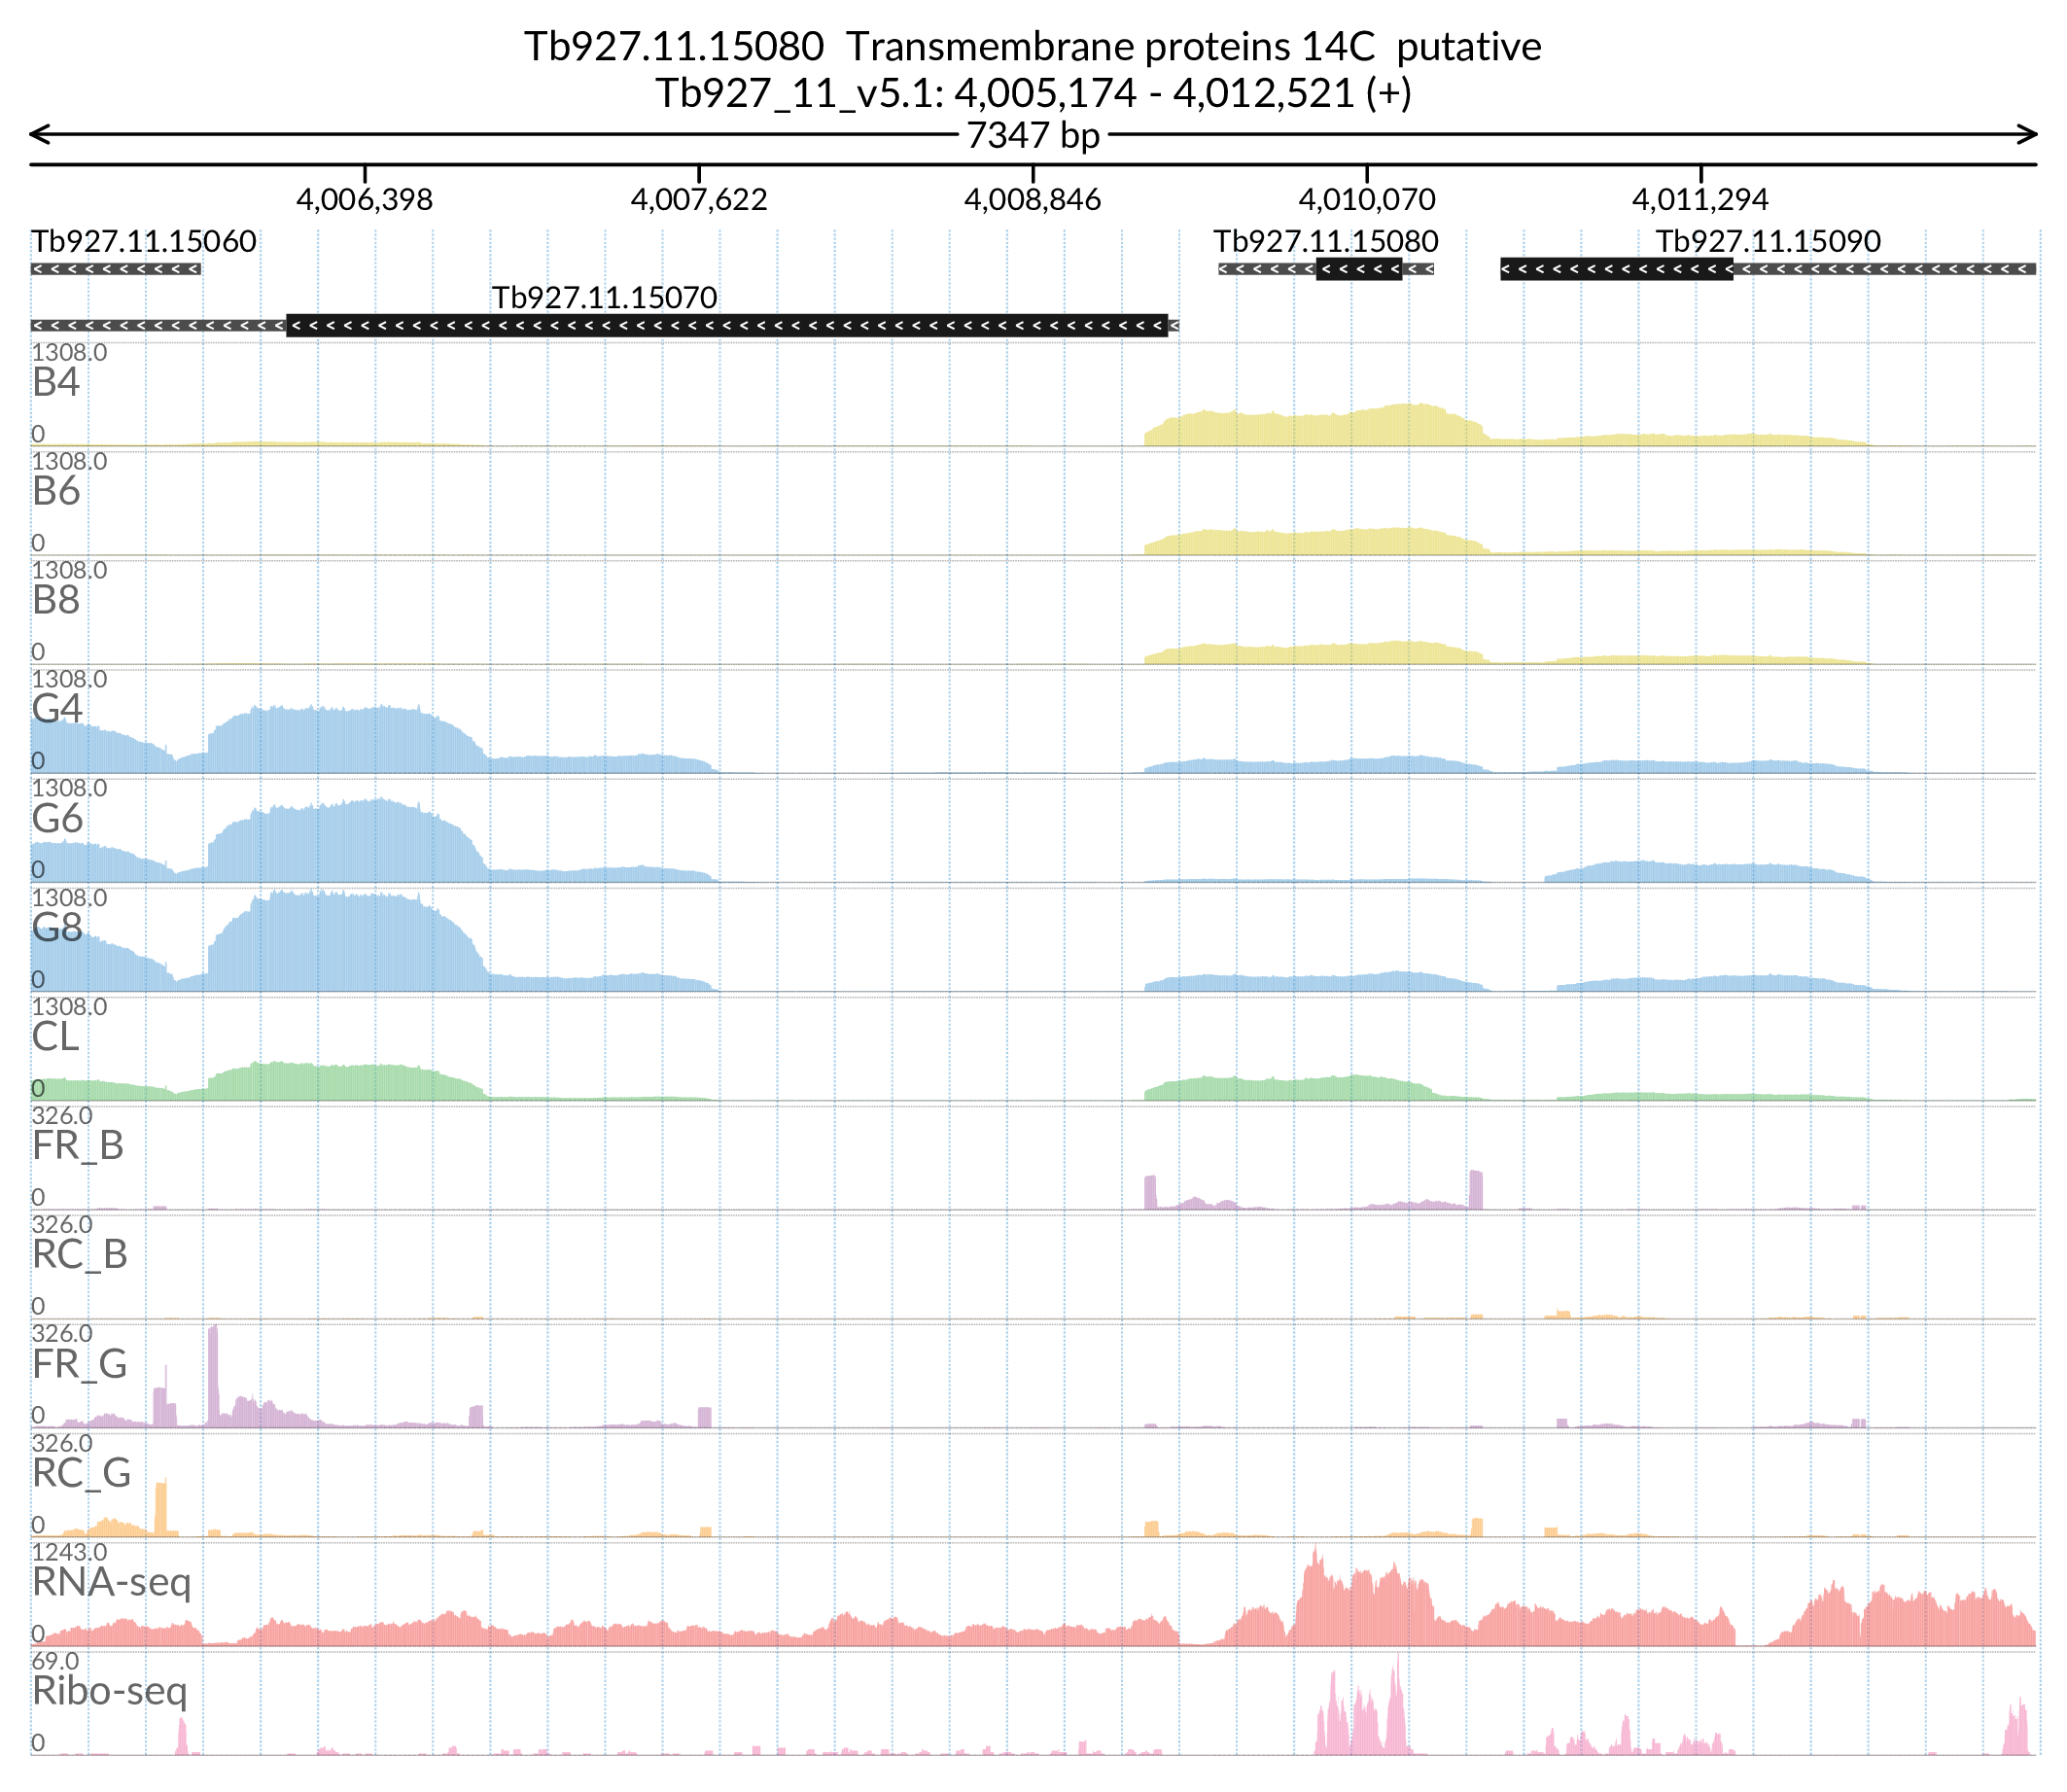 Tb927.11.15080  Transmembrane proteins 14C  putative
Tb927_11_v5.1: 4,005,174 - 4,012,521 (+)
7347 bp
4,006,398 4,007,622 4,008,846 4,010,070 4,011,294
Tb927.11.15060 Tb927.11.15080 Tb927.11.15090
Tb927.11.15070
1308.0
B4
0
1308.0
B6
0
1308.0
B8
0
1308.0
G4
0
1308.0
G6
0
1308.0
G8
0
1308.0
CL
0
326.0
FR_B
0
326.0
RC_B
0
326.0
FR_G
0
326.0
RC_G
0
1243.0
RNA-seq
0
69.0
Ribo-seq
0